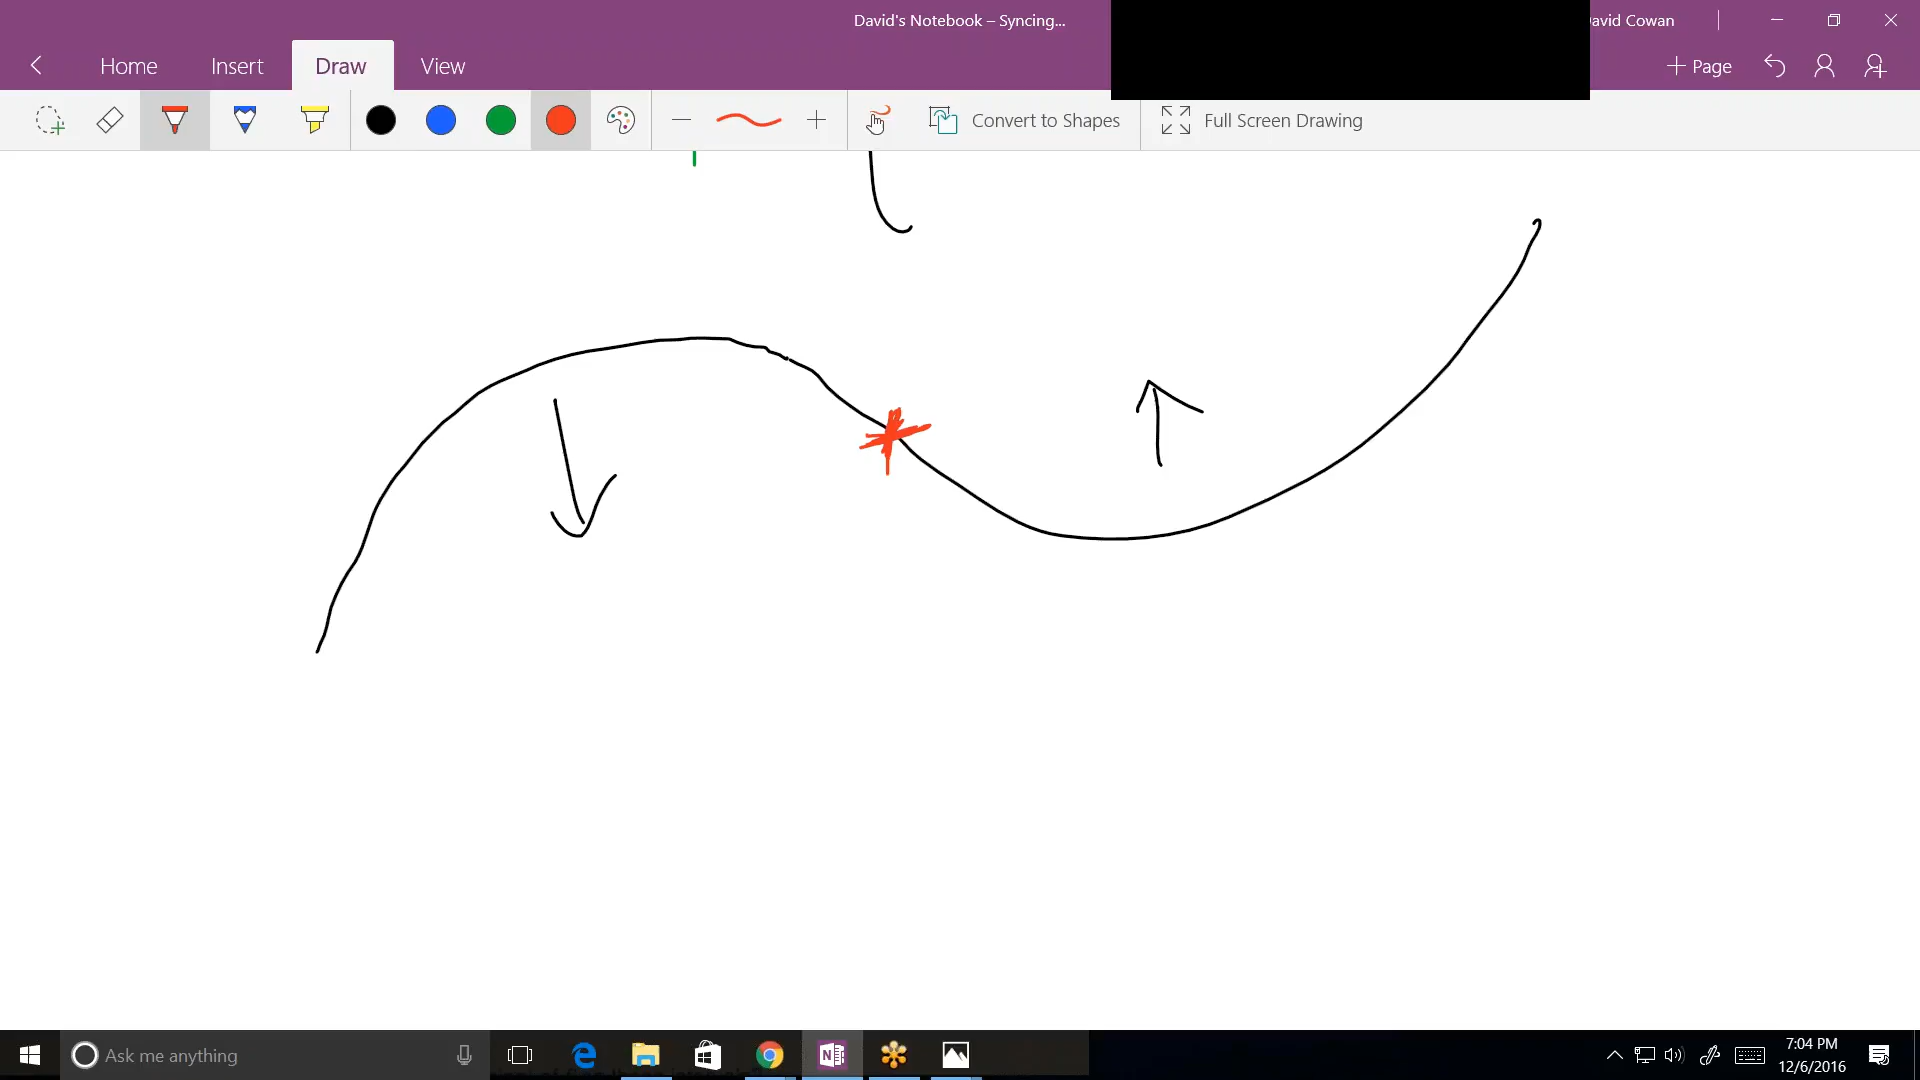 David's Notebook – Syncing...
avid Cowan
Home
Insert
Draw
View
Page
Convert to Shapes
Full Screen Drawing
Ask me anything
7:04 PM
12/6/2016